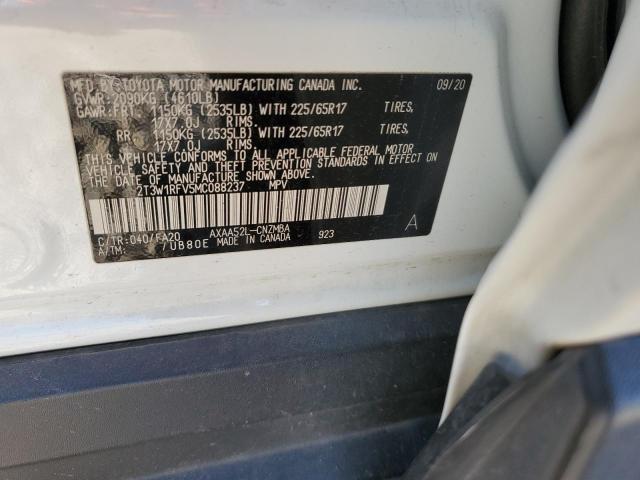 MFD BY: TOYOTA MOTOR MANUFACTURING CANADA INC. 09/20
GVWR: 2090KG (4610LB)
GAWR: FRT 1150KG (2535LB) WITH 225/65R17 TIRES,
17X7.0J RIMS,
RR 1150KG (2535LB) WITH 225/65R17 TIRES,
17X7.0J RIMS,
THIS VEHICLE CONFORMS TO ALL APPLICABLE FEDERAL MOTOR
VEHICLE SAFETY, BUMPER, AND THEFT PREVENTION STANDARDS
IN EFFECT ON THE DATE OF MANUFACTURE SHOWN ABOVE.
2T3W1RFV5MC088237 MPV
C/TR: 040/FA20 AXAA52L-CNZMBA A
A/TM: /UB80E MADE IN CANADA 923